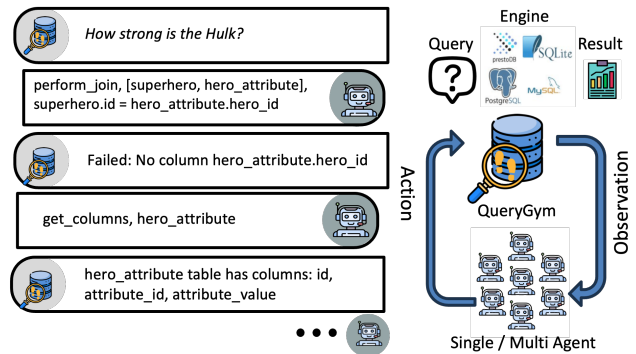 How strong is the Hulk?
perform_join, [superhero, hero_attribute],
superhero.id = hero_attribute.hero_id
Failed: No column hero_attribute.hero_id
get_columns, hero_attribute
hero_attribute table has columns: id,
attribute_id, attribute_value
Engine
Query
Result
?
prestoDB
SQLite
PostgreSQL
MySQL
Action
Observation
QueryGym
Single / Multi Agent